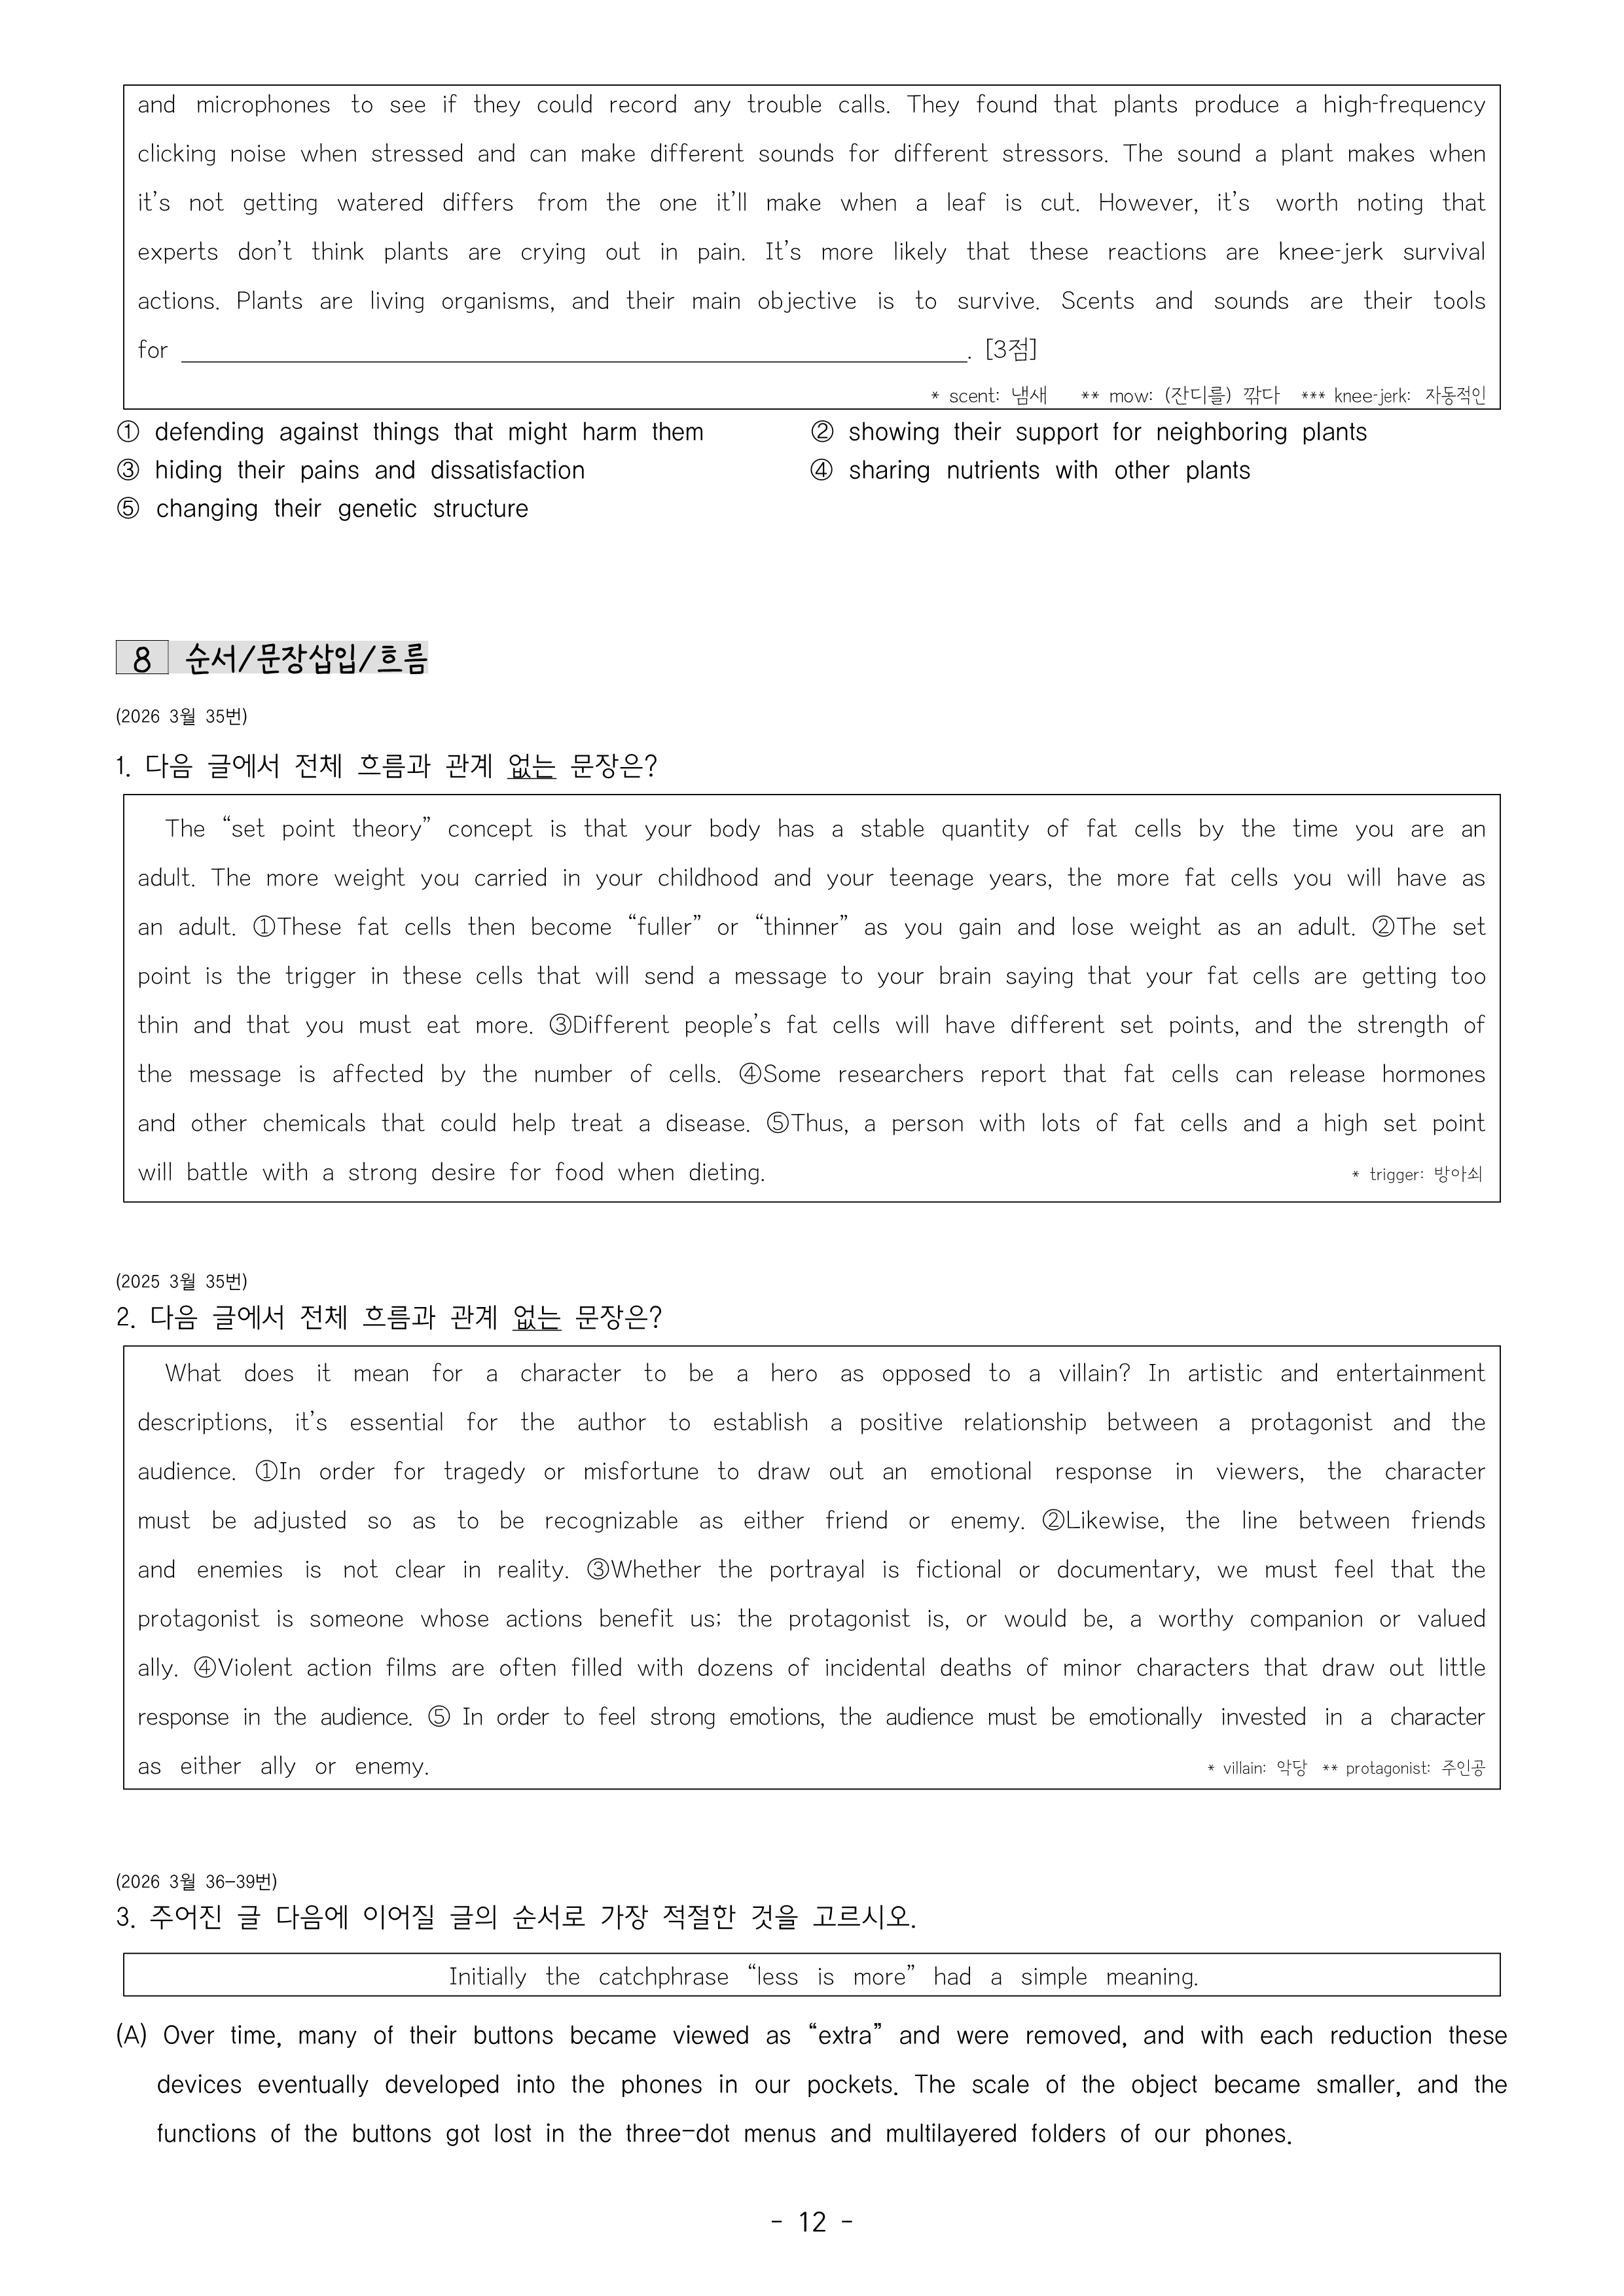 and microphones to see if they could record any trouble calls. They found that plants produce a high-frequency
clicking noise when stressed and can make different sounds for different stressors. The sound a plant makes when
it's not getting watered differs from the one it'll make when a leaf is cut. However, it's worth noting that
experts don't think plants are crying out in pain. It's more likely that these reactions are knee-jerk survival
actions. Plants are living organisms, and their main objective is to survive. Scents and sounds are their tools
for ______________________. [3점]
* scent: 냄새 ** mow: (잔디를) 깎다 *** knee-jerk: 자동적인
① defending against things that might harm them ② showing their support for neighboring plants
③ hiding their pains and dissatisfaction ④ sharing nutrients with other plants
⑤ changing their genetic structure
8 순서/문장삽입/흐름
(2026 3월 35번)
1. 다음 글에서 전체 흐름과 관계 없는 문장은?
The “set point theory” concept is that your body has a stable quantity of fat cells by the time you are an
adult. The more weight you carried in your childhood and your teenage years, the more fat cells you will have as
an adult. ①These fat cells then become “fuller” or “thinner” as you gain and lose weight as an adult. ②The set
point is the trigger in these cells that will send a message to your brain saying that your fat cells are getting too
thin and that you must eat more. ③Different people's fat cells will have different set points, and the strength of
the message is affected by the number of cells. ④Some researchers report that fat cells can release hormones
and other chemicals that could help treat a disease. ⑤Thus, a person with lots of fat cells and a high set point
will battle with a strong desire for food when dieting. * trigger: 방아쇠
(2025 3월 35번)
2. 다음 글에서 전체 흐름과 관계 없는 문장은?
What does it mean for a character to be a hero as opposed to a villain? In artistic and entertainment
descriptions, it's essential for the author to establish a positive relationship between a protagonist and the
audience. ①In order for tragedy or misfortune to draw out an emotional response in viewers, the character
must be adjusted so as to be recognizable as either friend or enemy. ②Likewise, the line between friends
and enemies is not clear in reality. ③Whether the portrayal is fictional or documentary, we must feel that the
protagonist is someone whose actions benefit us; the protagonist is, or would be, a worthy companion or valued
ally. ④Violent action films are often filled with dozens of incidental deaths of minor characters that draw out little
response in the audience. ⑤ In order to feel strong emotions, the audience must be emotionally invested in a character
as either ally or enemy. * villain: 악당 ** protagonist: 주인공
(2026 3월 36-39번)
3. 주어진 글 다음에 이어질 글의 순서로 가장 적절한 것을 고르시오.
Initially the catchphrase “less is more” had a simple meaning.
(A) Over time, many of their buttons became viewed as “extra” and were removed, and with each reduction these
devices eventually developed into the phones in our pockets. The scale of the object became smaller, and the
functions of the buttons got lost in the three-dot menus and multilayered folders of our phones.
- 12 -